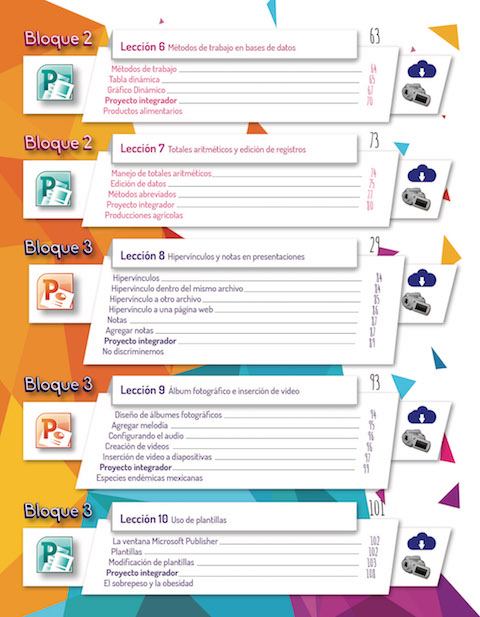 Bloque 2
Lección 6 Métodos de trabajo en bases de datos 63
Métodos de trabajo 64
Tabla dinámica 65
Gráfico Dinámico 67
Proyecto integrador 70
Productos alimentarios
Bloque 2
Lección 7 Totales aritméticos y edición de registros 73
Manejo de totales aritméticos 74
Edición de datos 75
Métodos abreviados 77
Proyecto integrador 80
Producciones agrícolas
Bloque 3
Lección 8 Hipervínculos y notas en presentaciones 29
Hipervínculos 84
Hipervínculo dentro del mismo archivo 84
Hipervínculo a otro archivo 85
Hipervínculo a una página web 86
Notas 87
Agregar notas 87
Proyecto integrador 89
No discriminemos
Bloque 3
Lección 9 Álbum fotográfico e inserción de video 93
Diseño de álbumes fotográficos 94
Agregar melodía 95
Configurando el audio 96
Creación de videos 96
Inserción de video a diapositivas 97
Proyecto integrador 99
Especies endémicas mexicanas
Bloque 3
Lección 10 Uso de plantillas 101
La ventana Microsoft Publisher 102
Plantillas 102
Modificación de plantillas 103
Proyecto integrador 108
El sobrepeso y la obesidad